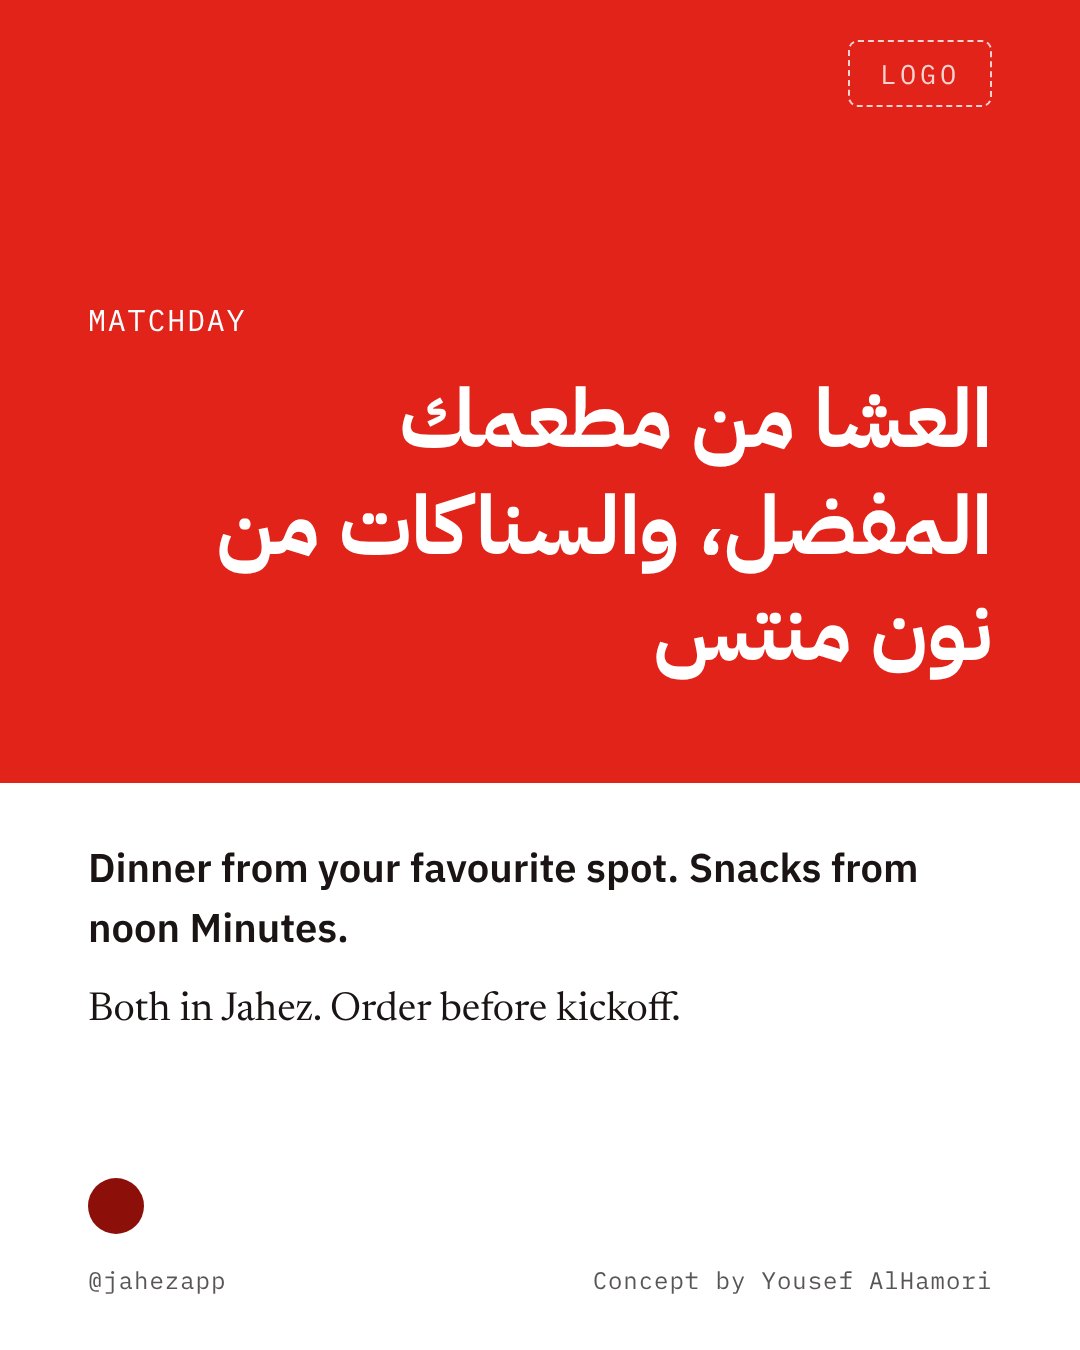 LOGO
MATCHDAY
العشا من مطعمك
المفضل، والسناكات من
نون منتس
Dinner from your favourite spot. Snacks from
noon Minutes.
Both in Jahez. Order before kickoff.
@jahezapp
Concept by Yousef AlHamori